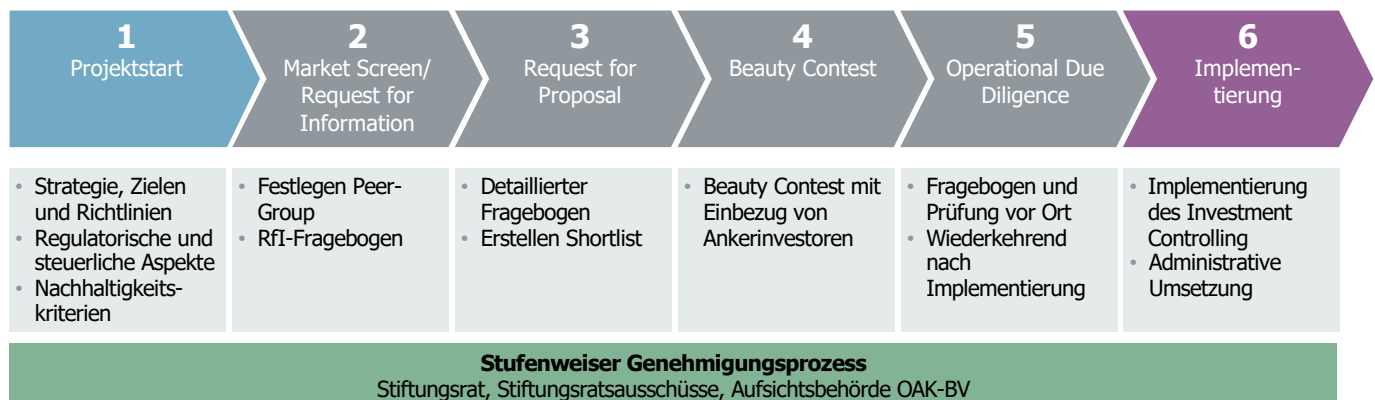 1
Projektstart
2
Market Screen/
Request for
Information
3
Request for
Proposal
4
Beauty Contest
5
Operational Due
Diligence
6
Implemen-
tierung
• Strategie, Zielen
und Richtlinien
• Regulatorische und
steuerliche Aspekte
• Nachhaltigkeits-
kriterien
• Festlegen Peer-
Group
• RfI-Fragebogen
• Detaillierter
Fragebogen
• Erstellen Shortlist
• Beauty Contest mit
Einbezug von
Ankerinvestoren
• Fragebogen und
Prüfung vor Ort
• Wiederkehrend
nach
Implementierung
• Implementierung
des Investment
Controlling
• Administrative
Umsetzung
Stufenweiser Genehmigungsprozess
Stiftungsrat, Stiftungsratsausschüsse, Aufsichtsbehörde OAK-BV